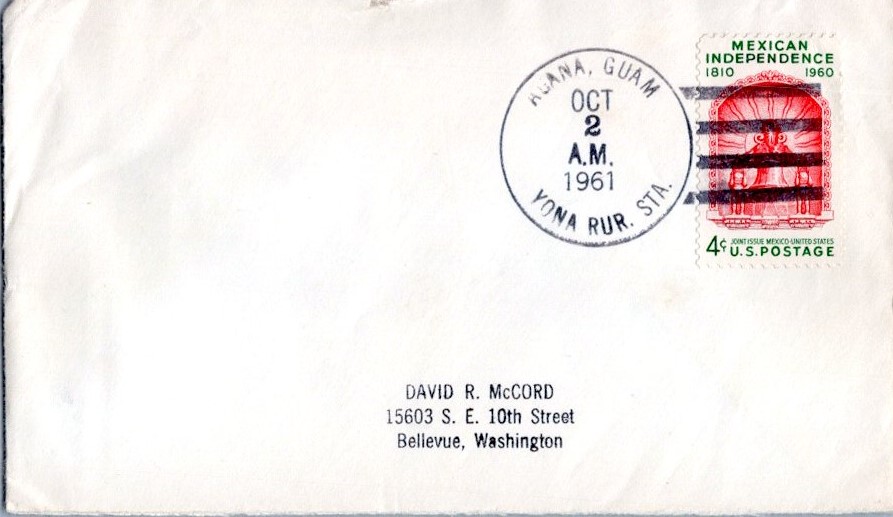 AGANA, GUAM
OCT
2
A.M.
1961
YONA RUR. STA.
MEXICAN
INDEPENDENCE
1810 1960
4¢ JOINT ISSUE MEXICO-UNITED STATES
U.S. POSTAGE
DAVID R. McCORD
15603 S. E. 10th Street
Bellevue, Washington